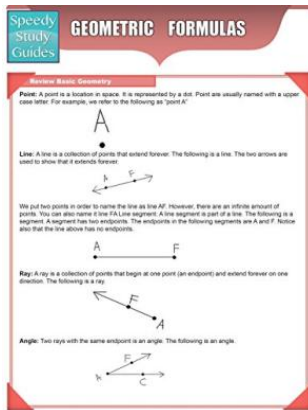 Speedy
Study
Guides
GEOMETRIC FORMULAS
Review Basic Geometry
Point: A point is a location in space. It is represented by a dot. Point are usually named with a upper
case letter. For example, we refer to the following as "point A"
A
Line: A line is a collection of points that extend forever. The following is a line. The two arrows are
used to show that it extends forever.
A F
We put two points in order to name the line as line AF. However, there are an infinite amount of
points. You can also name it line FA Line segment. A line segment is part of a line. The following is a
segment. A segment has two endpoints. The endpoints in the following segments are A and F. Notice
also that the line above has no endpoints.
A F
Ray: A ray is a collection of points that begin at one point (an endpoint) and extend forever on one
direction. The following is a ray.
F
A
Angle: Two rays with the same endpoint is an angle. The following is an angle.
F
A C